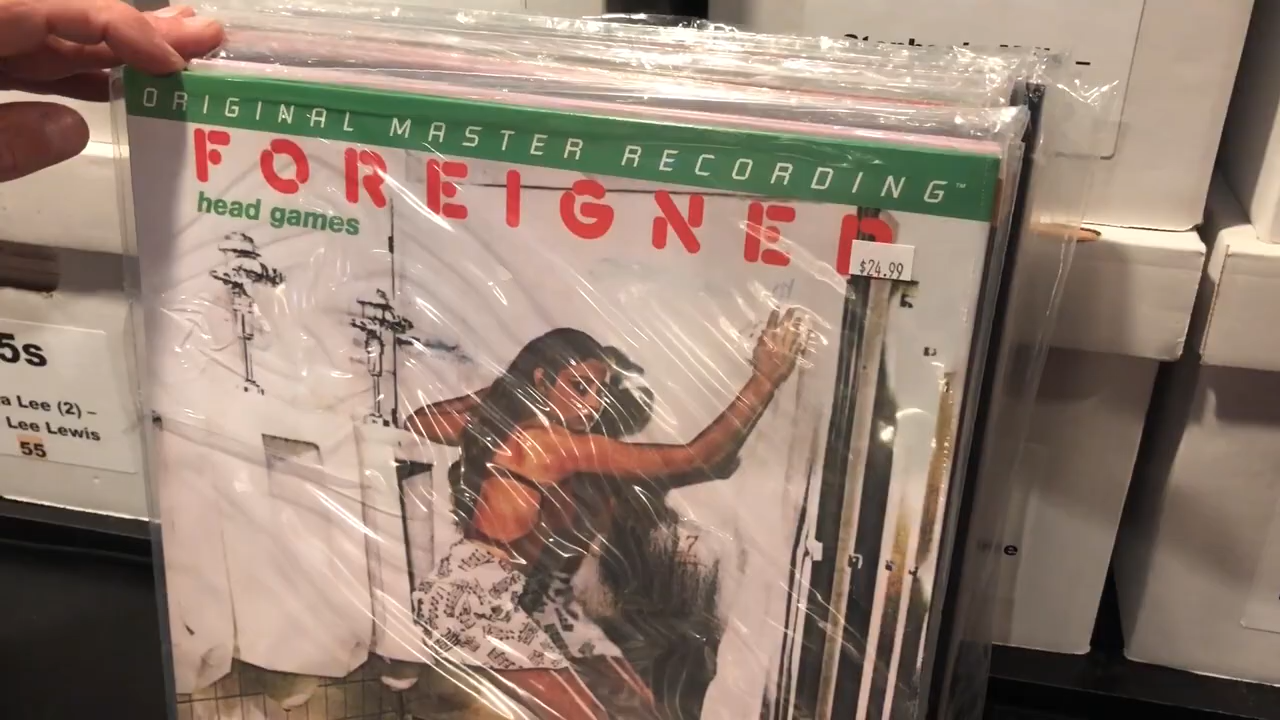 ORIGINAL MASTER RECORDING™
FOREIGNER
head games
$24.99
5s
a Lee (2) –
Lee Lewis
55